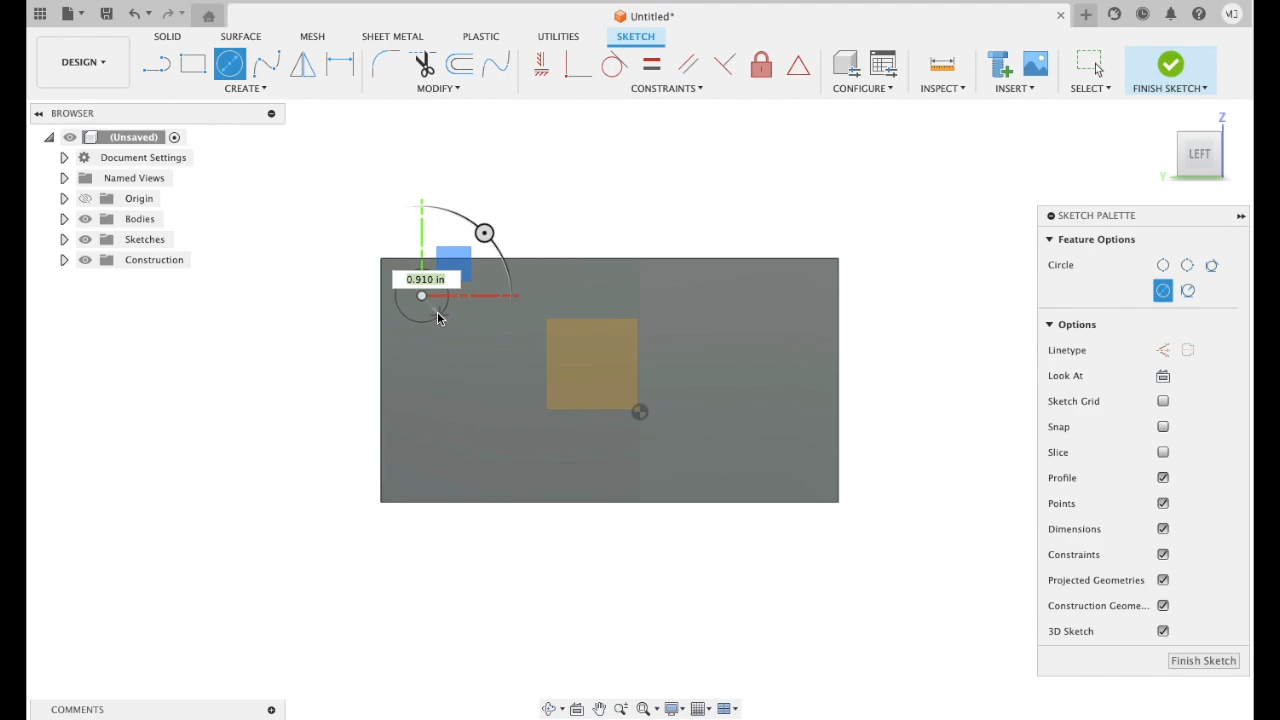 Untitled*
MJ
SOLID SURFACE MESH SHEET METAL PLASTIC UTILITIES SKETCH
DESIGN
CREATE MODIFY CONSTRAINTS CONFIGURE INSPECT INSERT SELECT FINISH SKETCH
BROWSER
(Unsaved)
Document Settings
Named Views
Origin
Bodies
Sketches
Construction
Z
LEFT
Y
0.910 in
SKETCH PALETTE
Feature Options
Circle
Options
Linetype
Look At
Sketch Grid
Snap
Slice
Profile
Points
Dimensions
Constraints
Projected Geometries
Construction Geome...
3D Sketch
Finish Sketch
COMMENTS